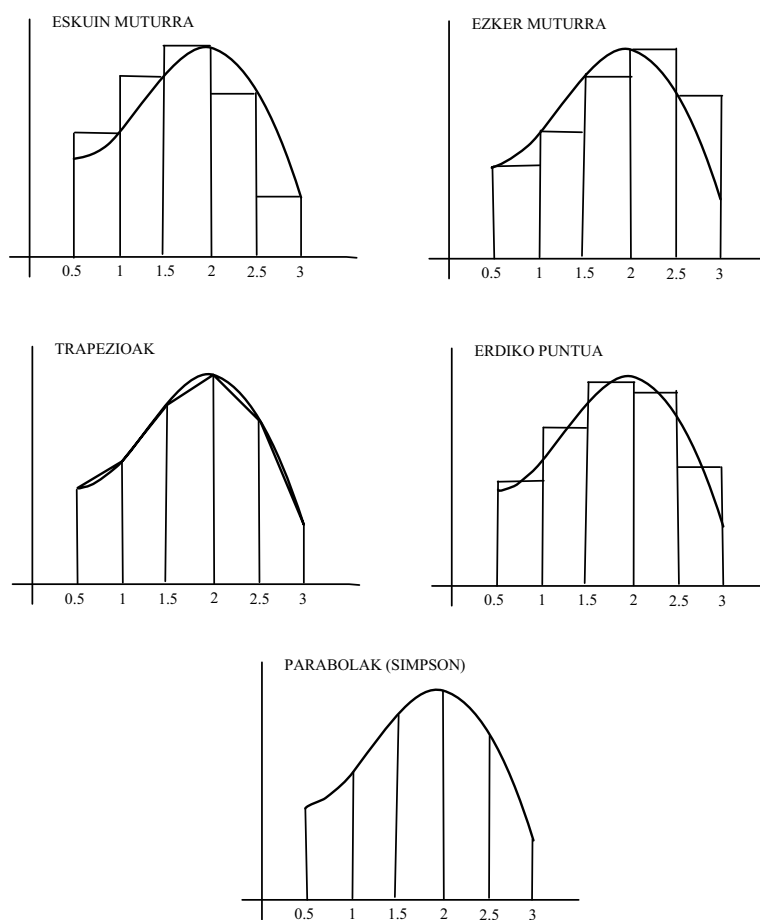 ESKUIN MUTURRA
0.5 1 1.5 2 2.5 3
EZKER MUTURRA
0.5 1 1.5 2 2.5 3
TRAPEZIOAK
0.5 1 1.5 2 2.5 3
ERDIKO PUNTUA
0.5 1 1.5 2 2.5 3
PARABOLAK (SIMPSON)
0.5 1 1.5 2 2.5 3